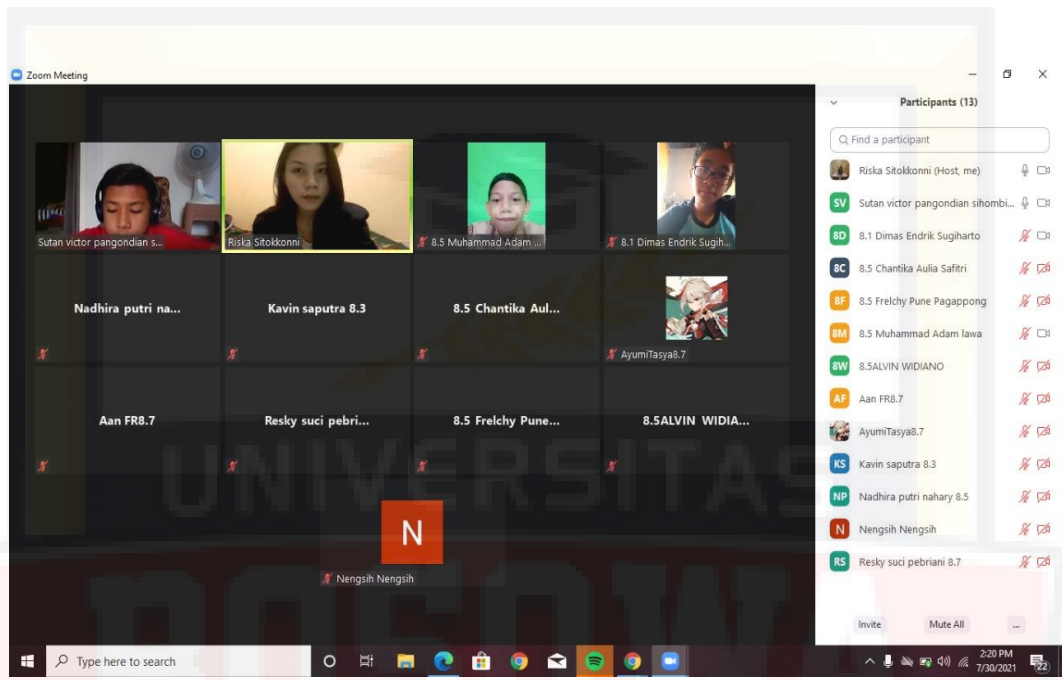 Zoom Meeting
Participants (13)
Find a participant
Riska Sitokkonni (Host, me)
SV Sutan victor pangondian sihombi...
8D 8.1 Dimas Endrik Sugiharto
8C 8.5 Chantika Aulia Safitri
8F 8.5 Frelchy Pune Pagappong
8M 8.5 Muhammad Adam lawa
8W 8.5ALVIN WIDIANO
AF Aan FR8.7
AyumiTasya8.7
KS Kavin saputra 8.3
NP Nadhira putri nahary 8.5
N Nengsih Nengsih
RS Resky suci pebriani 8.7
Invite Mute All ...
Sutan victor pangondian s...
Riska Sitokkonni
8.5 Muhammad Adam ...
8.1 Dimas Endrik Sugih...
Nadhira putri na...
Kavin saputra 8.3
8.5 Chantika Aul...
AyumiTasya8.7
Aan FR8.7
Resky suci pebri...
8.5 Frelchy Pune...
8.5ALVIN WIDIA...
N
Nengsih Nengsih
UNIVERSITAS
BOSOWA
Type here to search
2:20 PM
7/30/2021
22